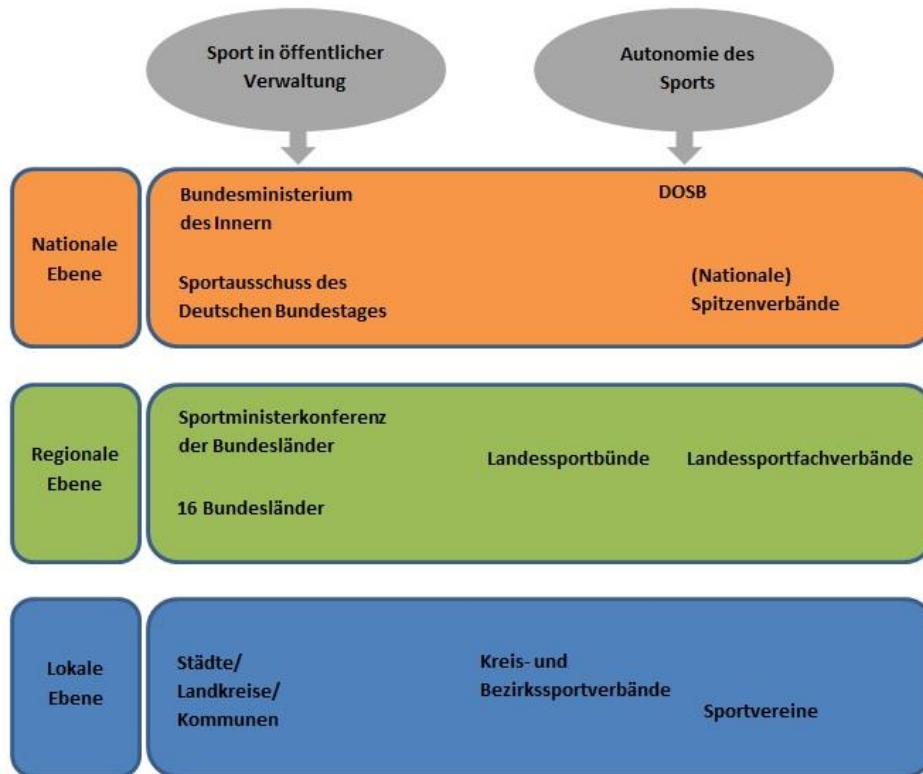 Sport in öffentlicher
Verwaltung
Autonomie des
Sports
Nationale
Ebene
Bundesministerium
des Innern
Sportausschuss des
Deutschen Bundestages
DOSB
(Nationale)
Spitzenverbände
Regionale
Ebene
Sportministerkonferenz
der Bundesländer
16 Bundesländer
Landessportbünde
Landessportfachverbände
Lokale
Ebene
Städte/
Landkreise/
Kommunen
Kreis- und
Bezirkssportverbände
Sportvereine